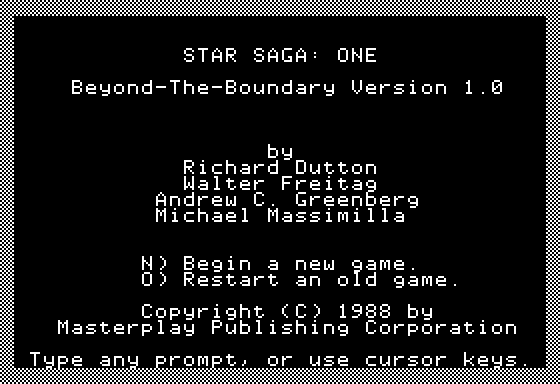 STAR SAGA: ONE
Beyond-The-Boundary Version 1.0
by
Richard Dutton
Walter Freitag
Andrew C. Greenberg
Michael Massimilla
N) Begin a new game.
O) Restart an old game.
Copyright (C) 1988 by
Masterplay Publishing Corporation
Type any prompt, or use cursor keys.